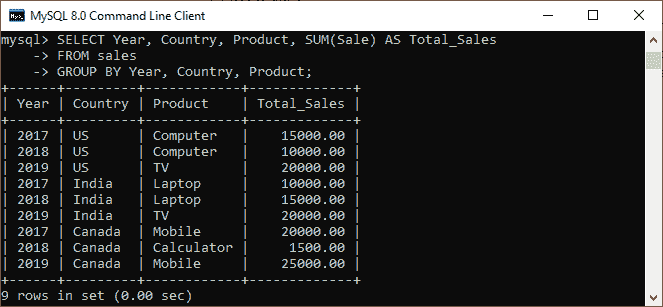 MySQL 8.0 Command Line Client
mysql> SELECT Year, Country, Product, SUM(Sale) AS Total_Sales
    -> FROM sales
    -> GROUP BY Year, Country, Product;
+------+---------+------------+-------------+
| Year | Country | Product    | Total_Sales |
+------+---------+------------+-------------+
| 2017 | US      | Computer   |    15000.00 |
| 2018 | US      | Computer   |    10000.00 |
| 2019 | US      | TV         |    20000.00 |
| 2017 | India   | Laptop     |    10000.00 |
| 2018 | India   | Laptop     |    15000.00 |
| 2019 | India   | TV         |    20000.00 |
| 2017 | Canada  | Mobile     |    20000.00 |
| 2018 | Canada  | Calculator |     1500.00 |
| 2019 | Canada  | Mobile     |    25000.00 |
+------+---------+------------+-------------+
9 rows in set (0.00 sec)